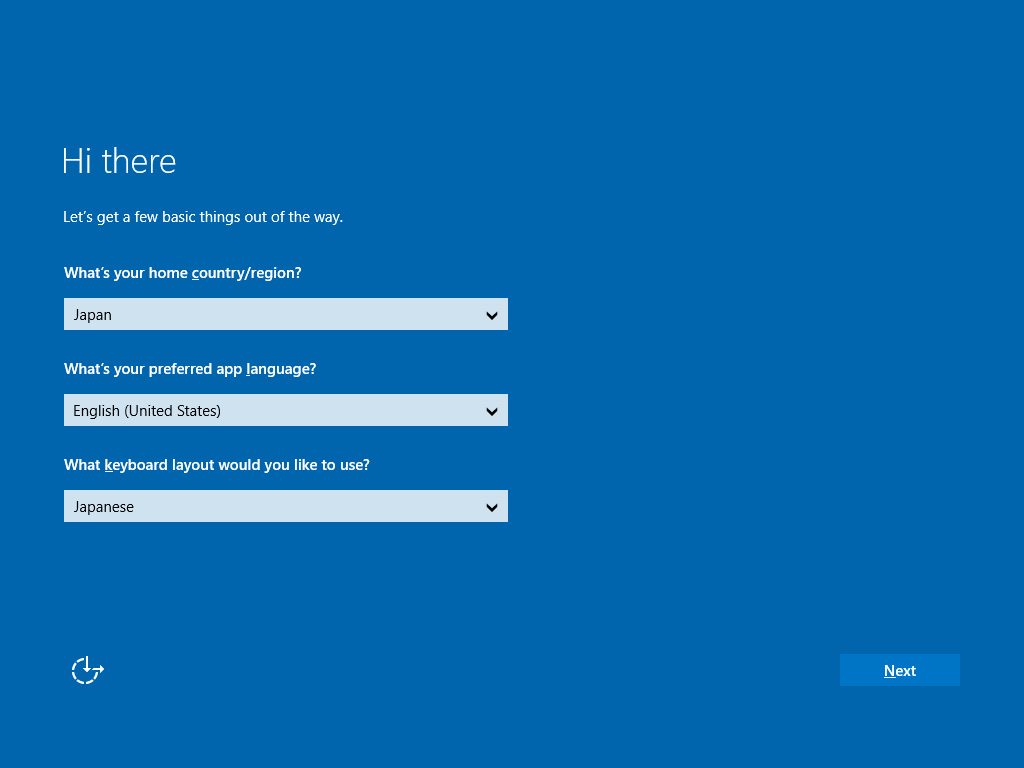 Hi there
Let's get a few basic things out of the way.
What's your home country/region?
Japan
What's your preferred app language?
English (United States)
What keyboard layout would you like to use?
Japanese
Next